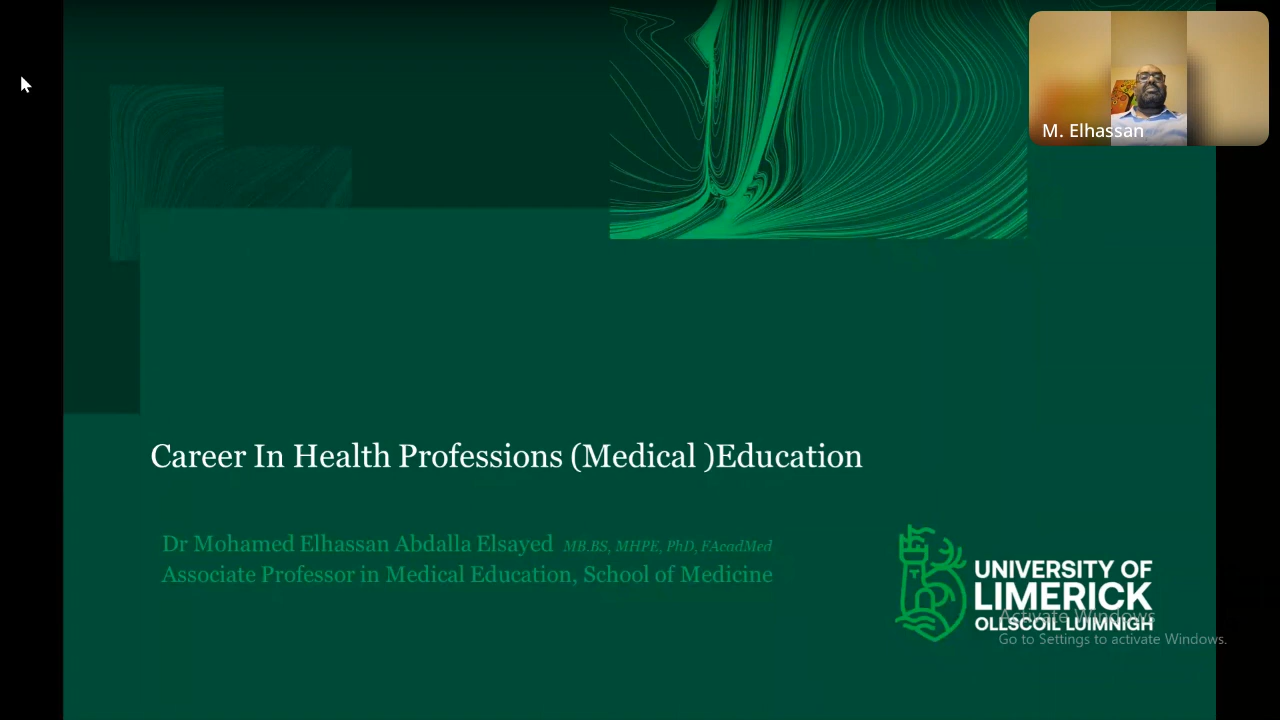 M. Elhassan
Career In Health Professions (Medical )Education
Dr Mohamed Elhassan Abdalla Elsayed MB.BS, MHPE, PhD, FAcadMed
Associate Professor in Medical Education, School of Medicine
UNIVERSITY OF
LIMERICK
OLLSCOIL LUIMNIGH
Activate Windows
Go to Settings to activate Windows.